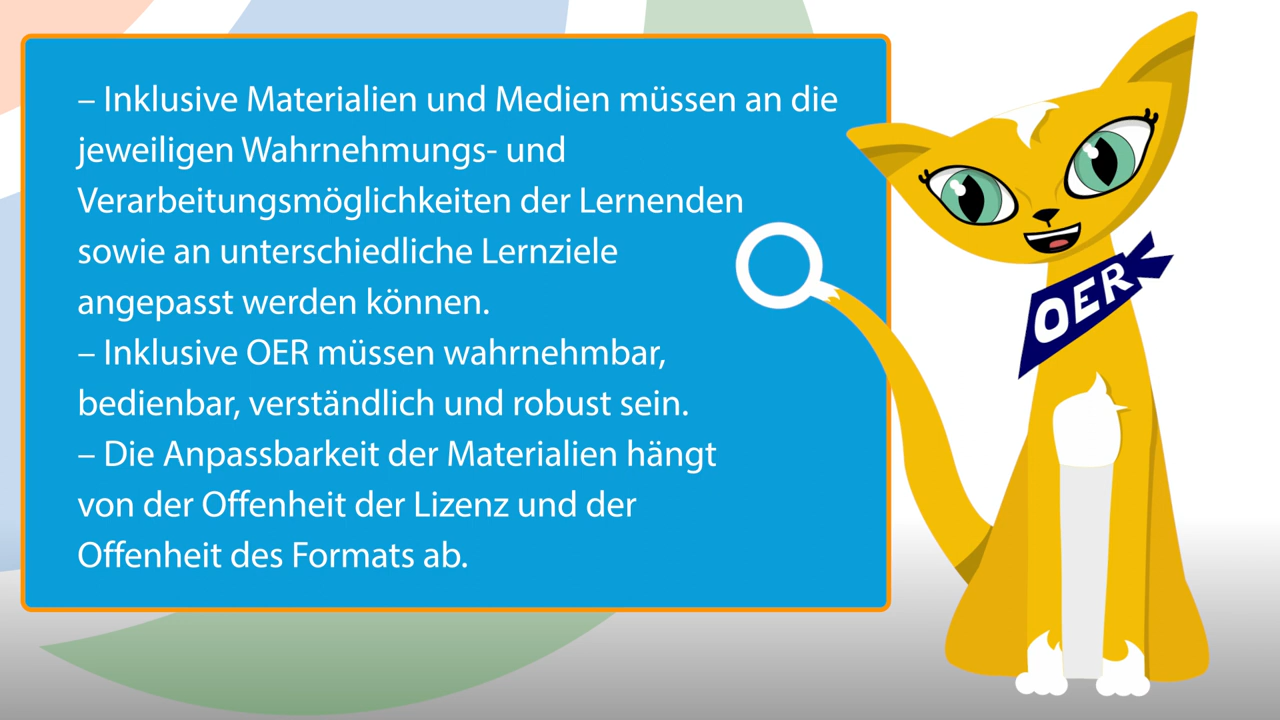 – Inklusive Materialien und Medien müssen an die
jeweiligen Wahrnehmungs- und
Verarbeitungsmöglichkeiten der Lernenden
sowie an unterschiedliche Lernziele
angepasst werden können.
– Inklusive OER müssen wahrnehmbar,
bedienbar, verständlich und robust sein.
– Die Anpassbarkeit der Materialien hängt
von der Offenheit der Lizenz und der
Offenheit des Formats ab.
OER